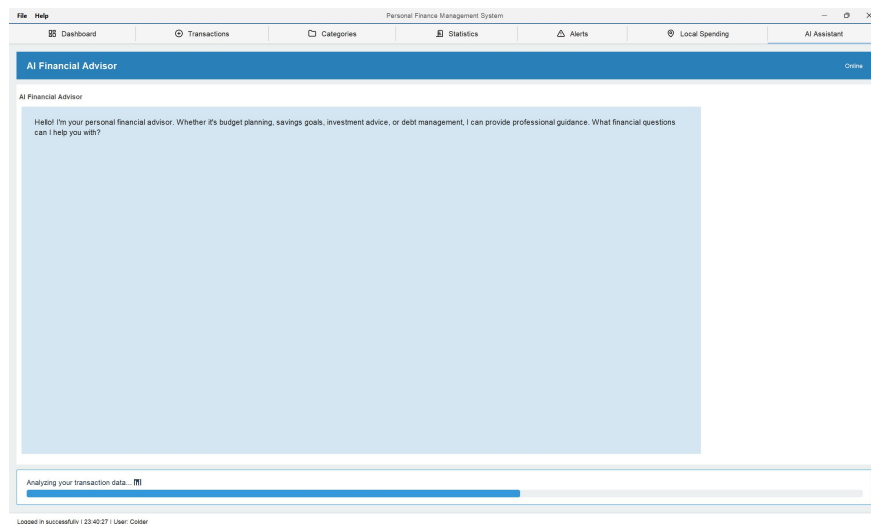 File Help
Personal Finance Management System
Dashboard Transactions Categories Statistics Alerts Local Spending AI Assistant
AI Financial Advisor
Online
AI Financial Advisor
Hello! I'm your personal financial advisor. Whether it's budget planning, savings goals, investment advice, or debt management, I can provide professional guidance. What financial questions
can I help you with?
Analyzing your transaction data...
Logged in successfully | 23:40:27 | User: Colder